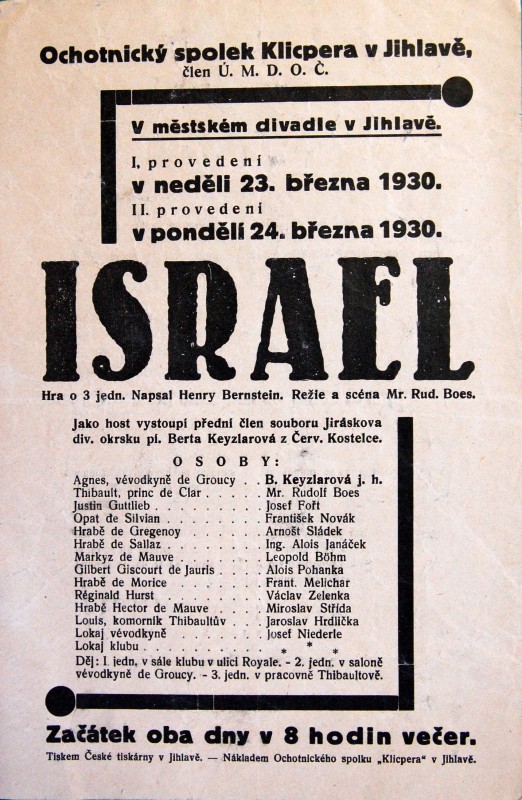 Ochotnický spolek Klicpera v Jihlavě,
člen Ú. M. D. O. Č.
V městském divadle v Jihlavě.
I. provedení
v neděli 23. března 1930.
II. provedení
v pondělí 24. března 1930.
ISRAEL
Hra o 3 jedn. Napsal Henry Bernstein. Režie a scéna Mr. Rud. Boes.
Jako host vystoupí přední člen souboru Jiráskova
div. okrsku pí. Berta Keyzlarová z Červ. Kostelce.
OSOBY:
Agnes, vévodkyně de Groucy . . B. Keyzlarová j. h.
Thibault, princ de Clar . . . . . Mr. Rudolf Boes
Justin Guttlieb . . . . . . . . Josef Fořt
Opat de Silvian . . . . . . . . František Novák
Hrabě de Gregenoy . . . . . . Arnošt Sládek
Hrabě de Sallaz . . . . . . . . Ing. Alois Janáček
Markyz de Mauve . . . . . . . Leopold Böhm
Gilbert Giscourt de Jauris . . . . Alois Pohanka
Hrabě de Morice . . . . . . . Frant. Melichar
Réginald Hurst . . . . . . . . Václav Zelenka
Hrabě Hector de Mauve . . . . Miroslav Střída
Louis, komorník Thibaultův . . . Jaroslav Hrdlička
Lokaj vévodkyně . . . . . . . Josef Niederle
Lokaj klubu . . . . . . . . . * * *
Děj: 1. jedn. v sále klubu v ulici Royale. - 2. jedn. v saloně
vévodkyně de Groucy. - 3. jedn. v pracovně Thibaultově.
Začátek oba dny v 8 hodin večer.
Tiskem České tiskárny v Jihlavě. — Nákladem Ochotnického spolku „Klicpera" v Jihlavě.